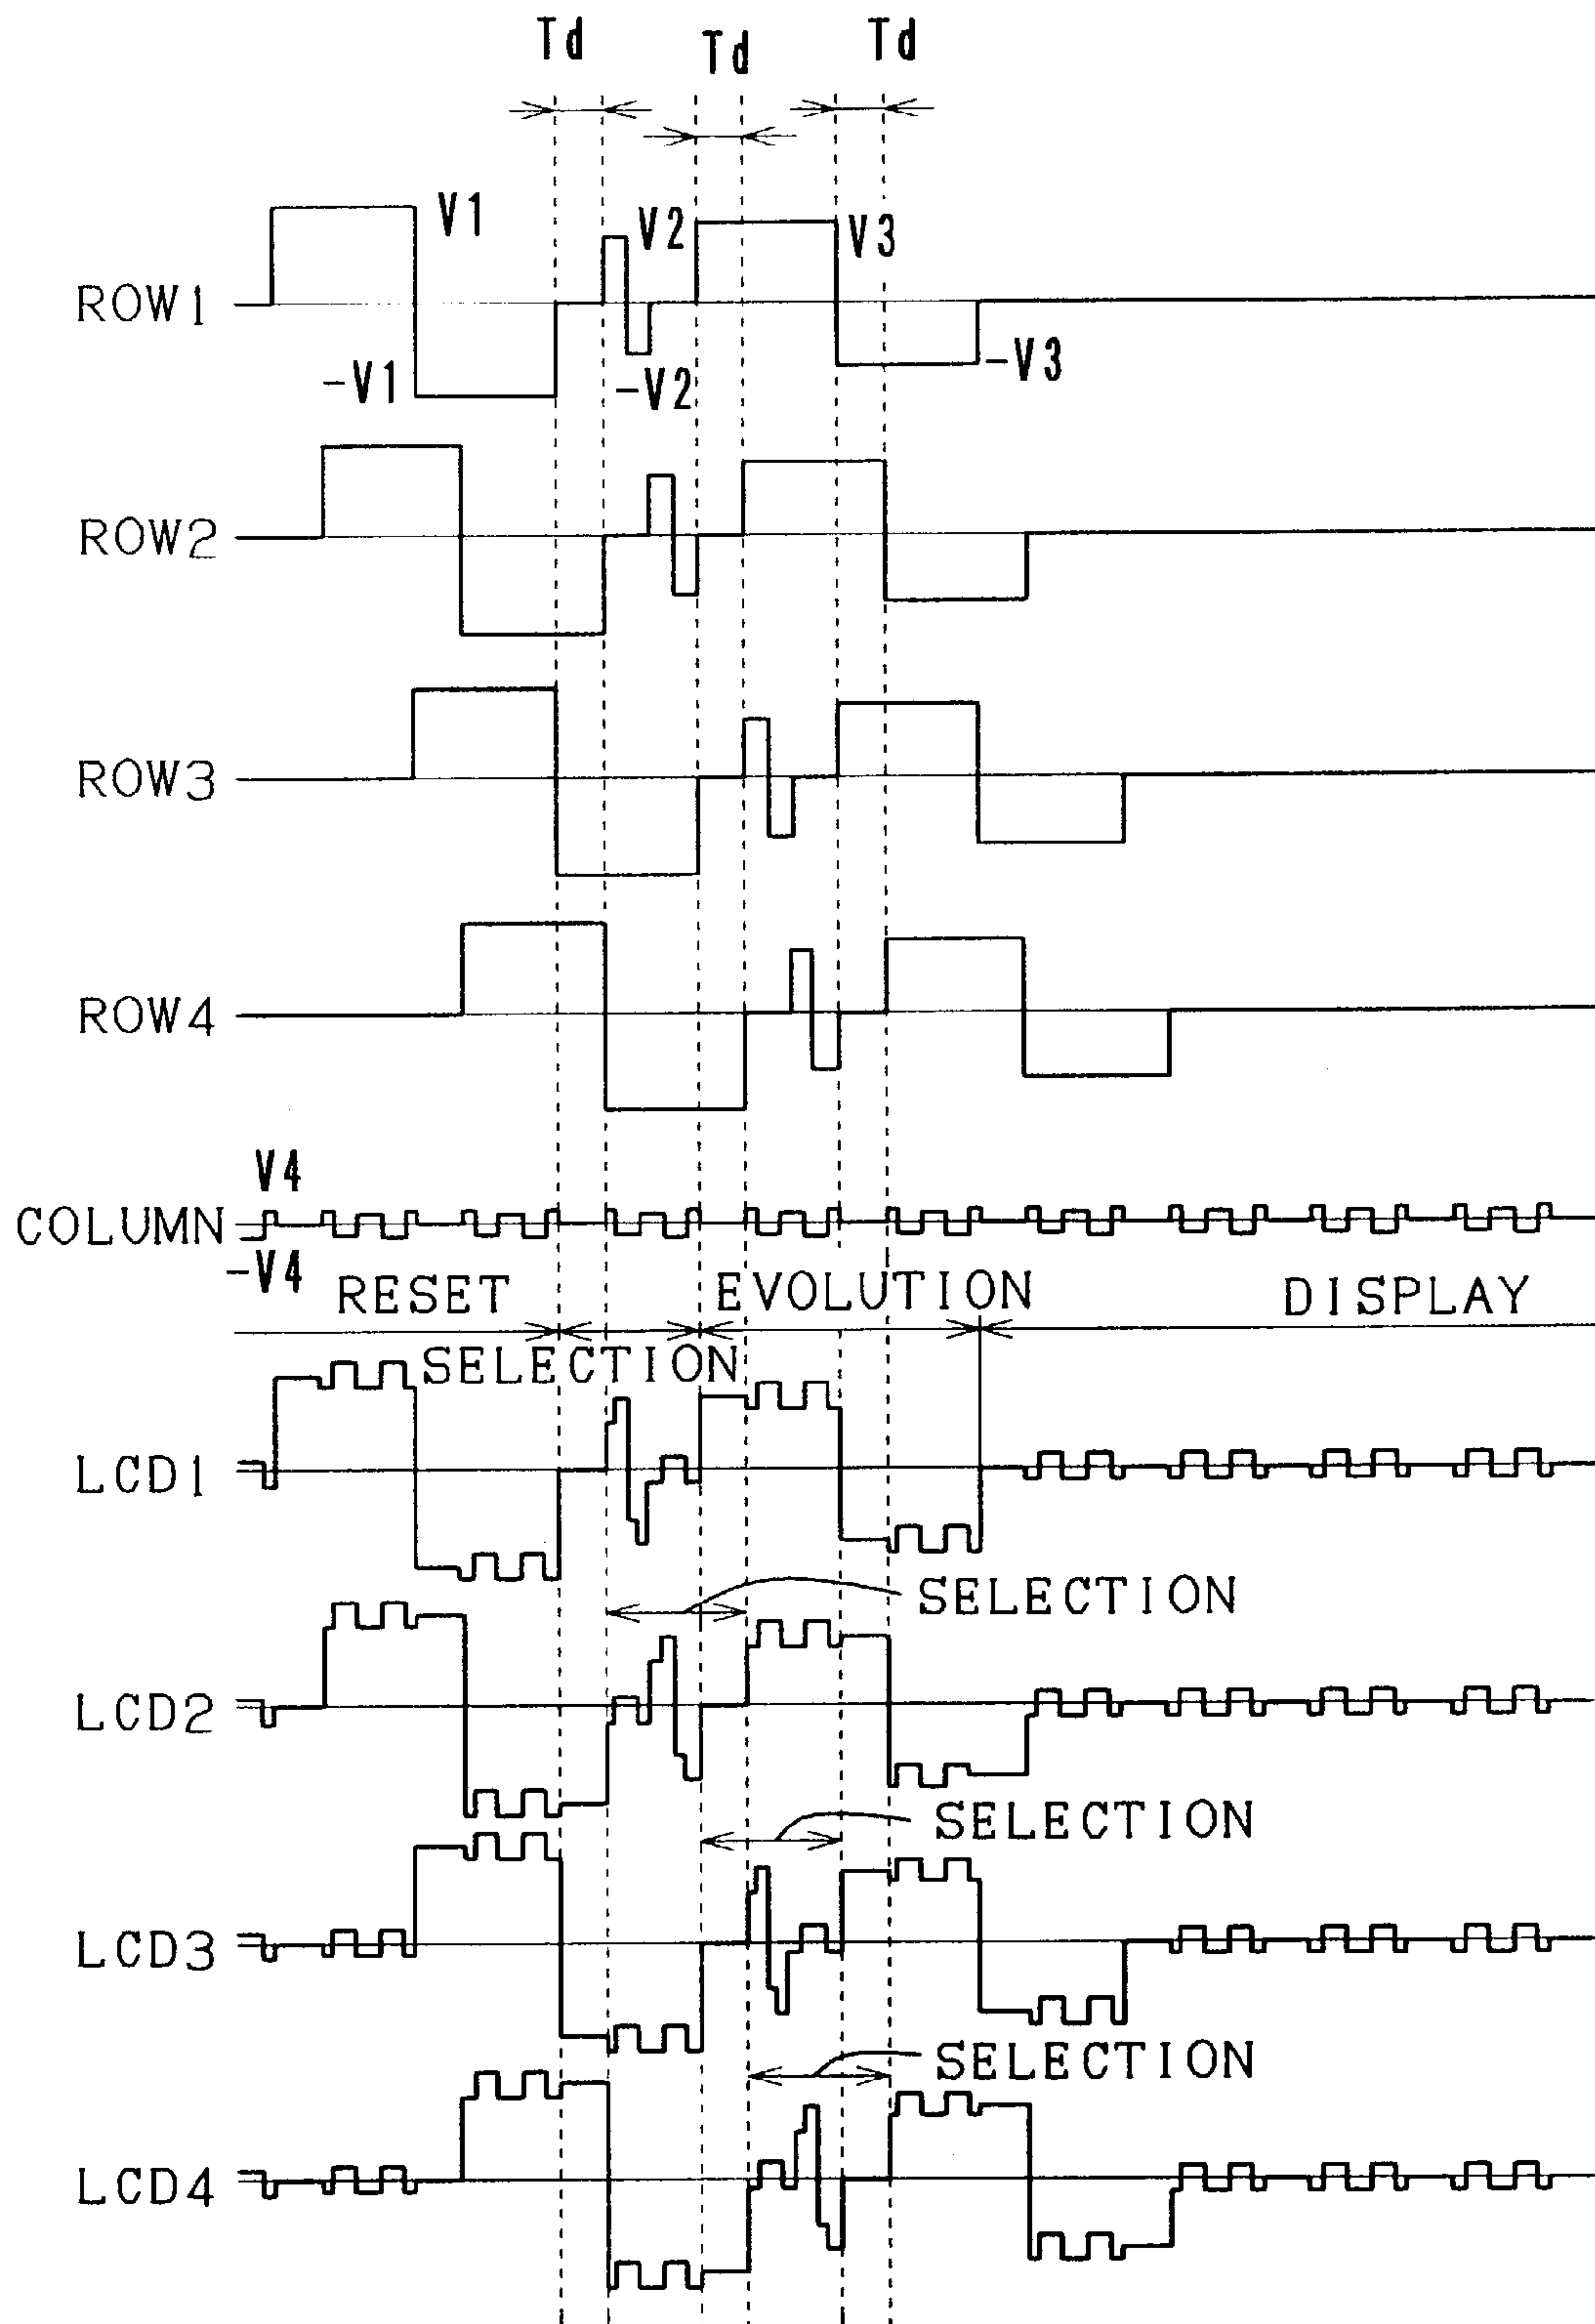 Td Td Td
V1 V2 V3
ROW1
-V1 -V2 -V3
ROW2
ROW3
ROW4
V4
COLUMN
-V4
RESET EVOLUTION DISPLAY
SELECTION
LCD1
SELECTION
LCD2
SELECTION
LCD3
SELECTION
LCD4